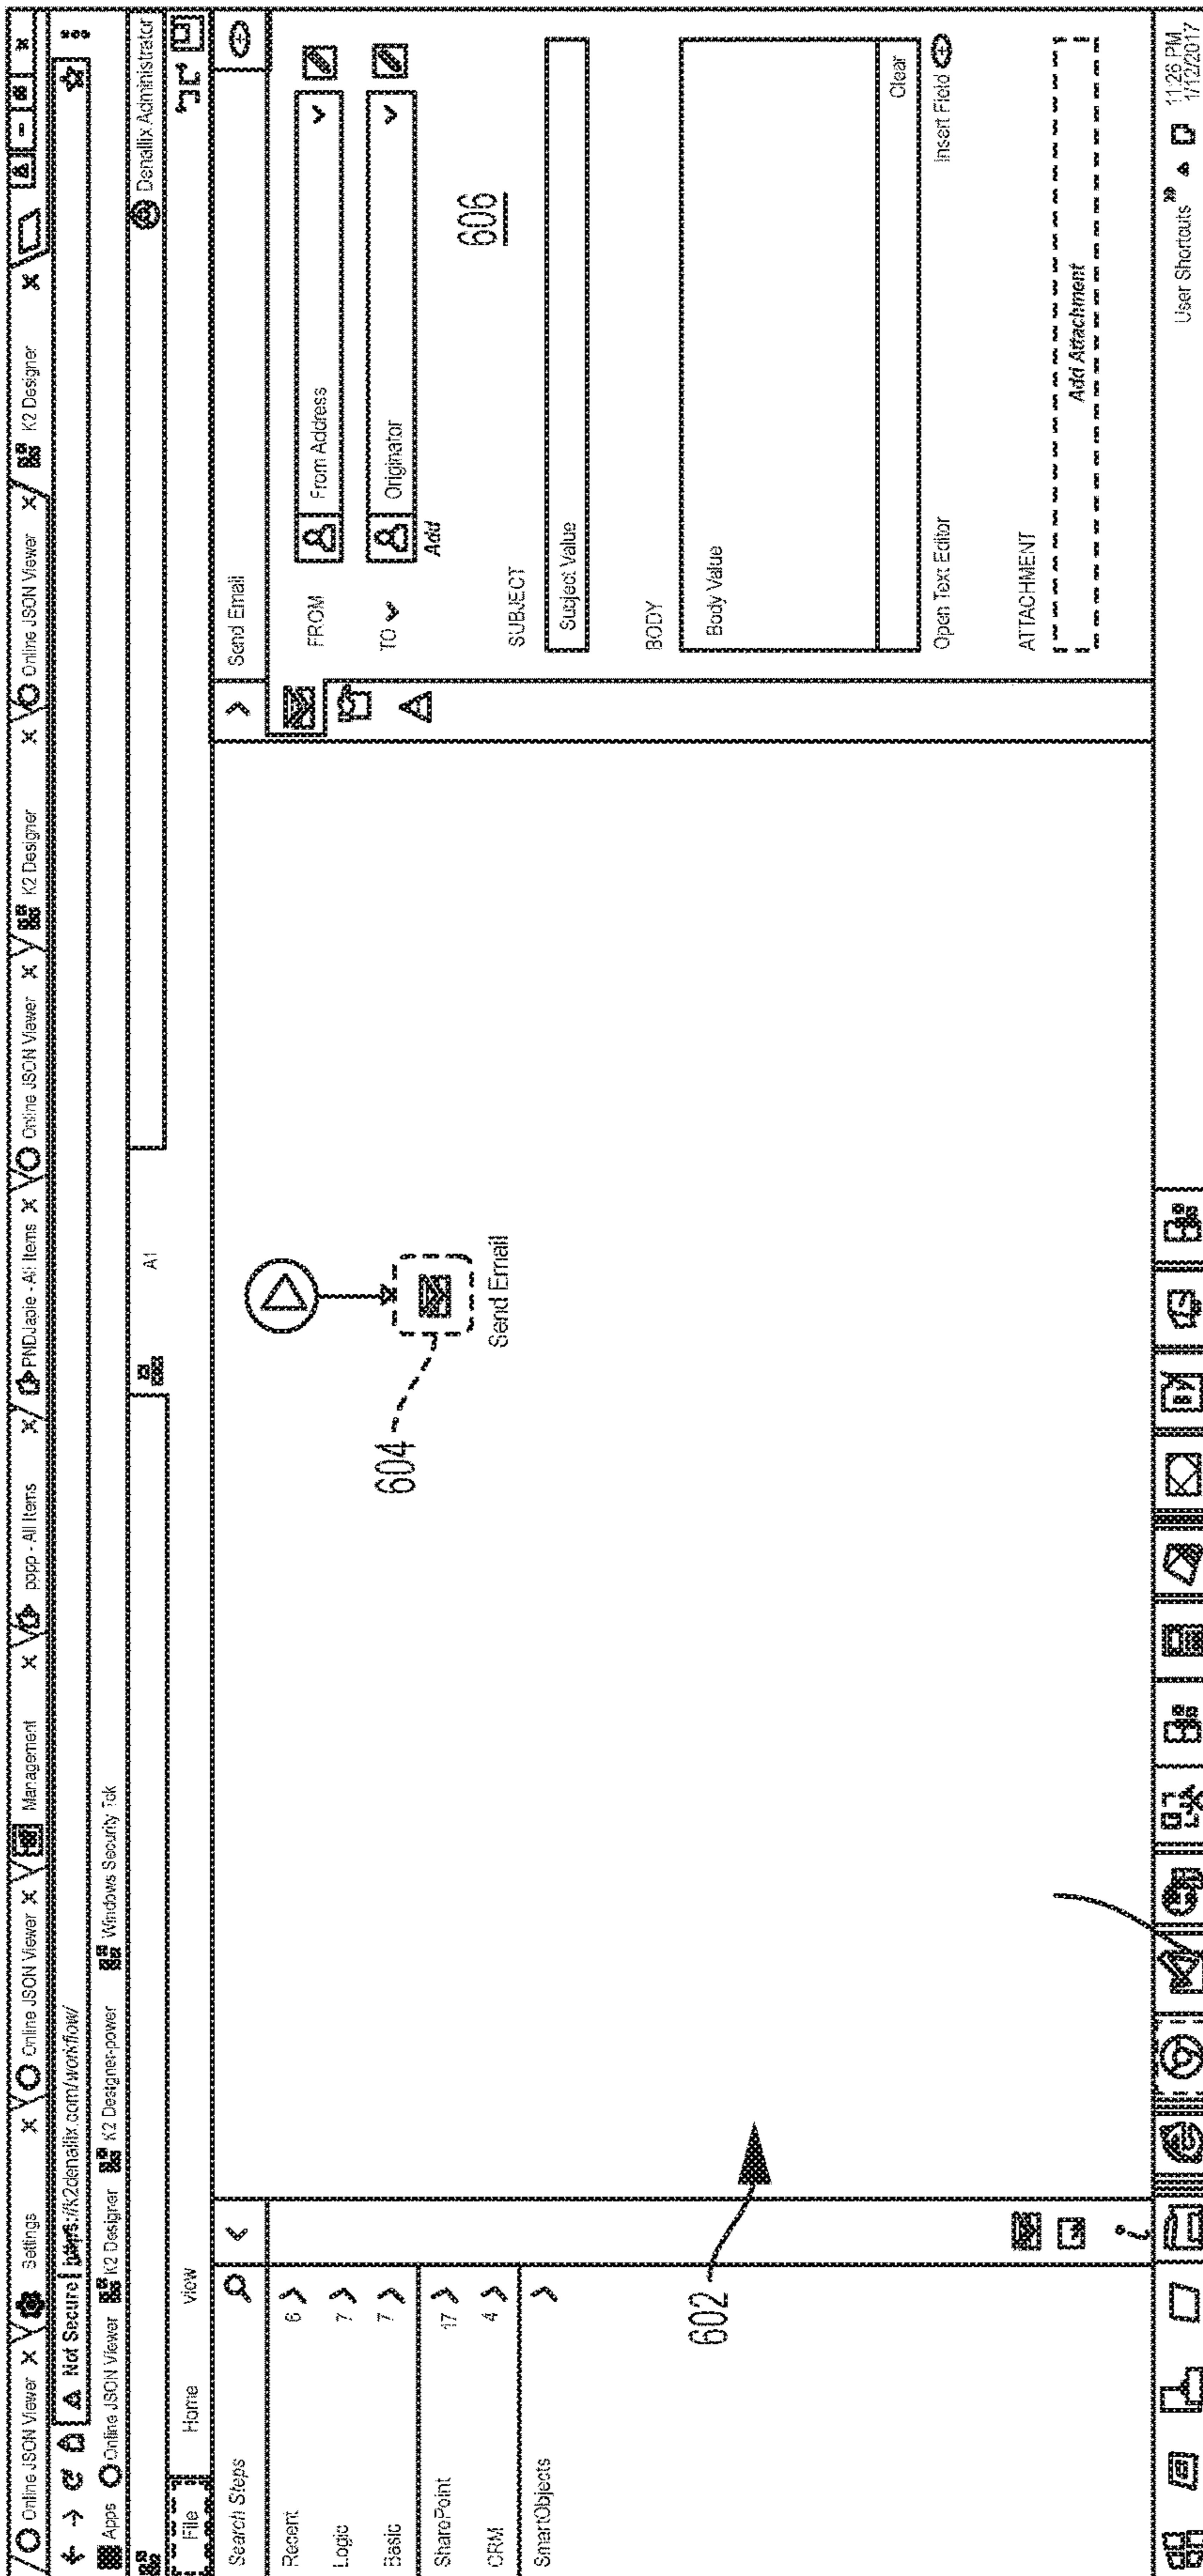 Online JSON Viewer X Settings X Online JSON Viewer X Management X pppp - All Items X PNDJapie - All Items X Online JSON Viewer X K2 Designer X Online JSON Viewer X K2 Designer X
Not Secure | https://k2denallix.com/workflow/
Apps Online JSON Viewer K2 Designer K2 Designer-power Windows Security Tok
A1 Denallix Administrator
File Home View
Search Steps
Recent 6
Logic 7
Basic 7
SharePoint 17
CRM 4
SmartObjects
602
604
Send Email
Send Email
FROM From Address
TO Originator
Add
606
SUBJECT
Subject Value
BODY
Body Value
Clear
Open Text Editor Insert Field
ATTACHMENT
Add Attachment
User Shortcuts » 11:26 PM
1/12/2017